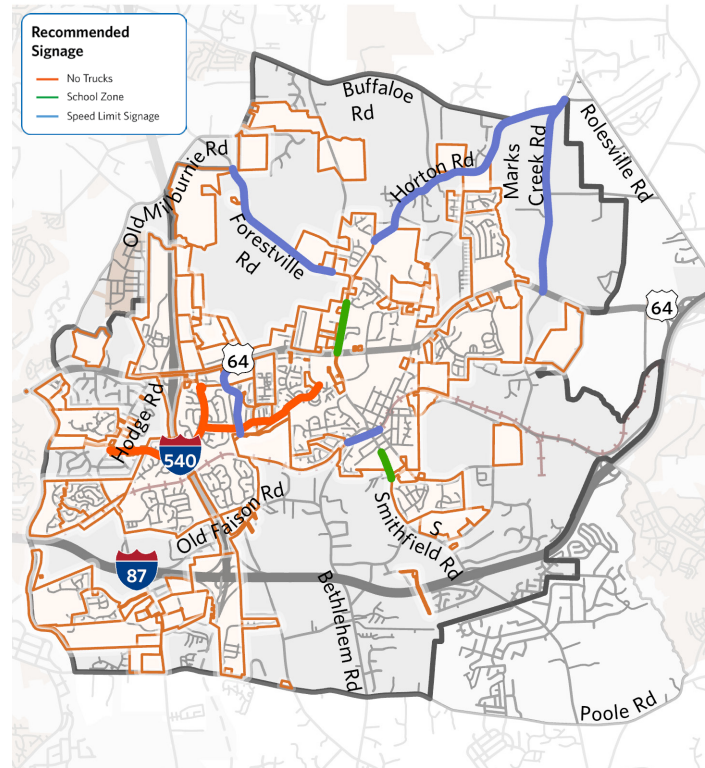 Recommended
Signage
No Trucks
School Zone
Speed Limit Signage
Buffaloe
Rd
Rolesville Rd
Marks
Creek Rd
Horton Rd
Old Milburnie Rd
Forestville
Rd
64
64
Hodge Rd
540
Old Faison Rd
S
Smithfield Rd
87
Bethlehem Rd
Poole Rd